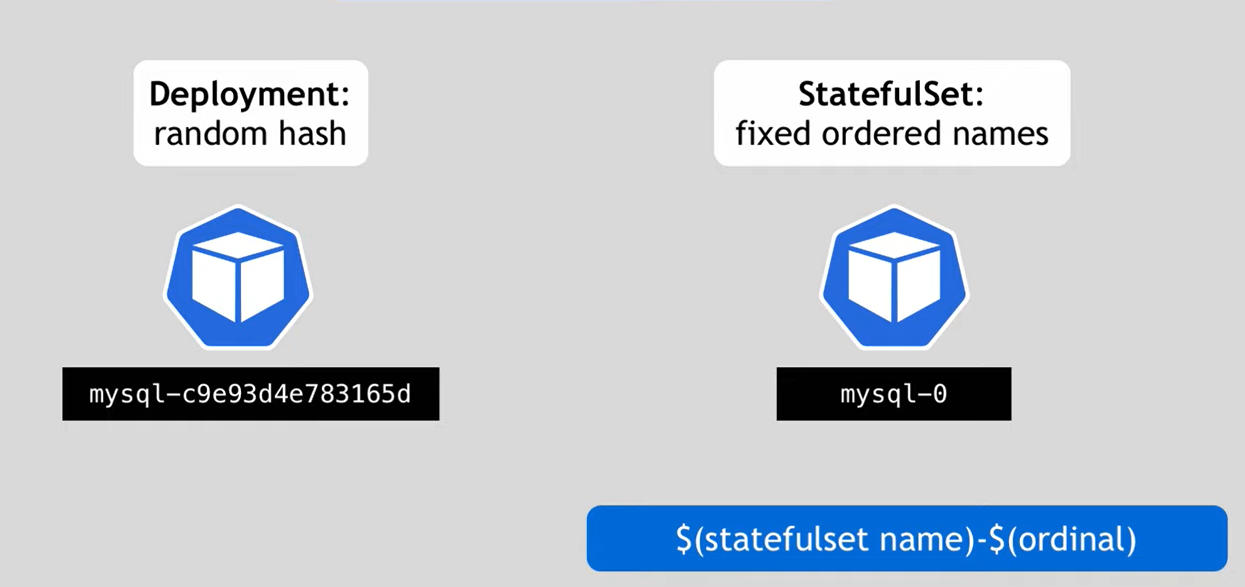 Deployment:
random hash
StatefulSet:
fixed ordered names
mysql-c9e93d4e783165d
mysql-0
$(statefulset name)-$(ordinal)